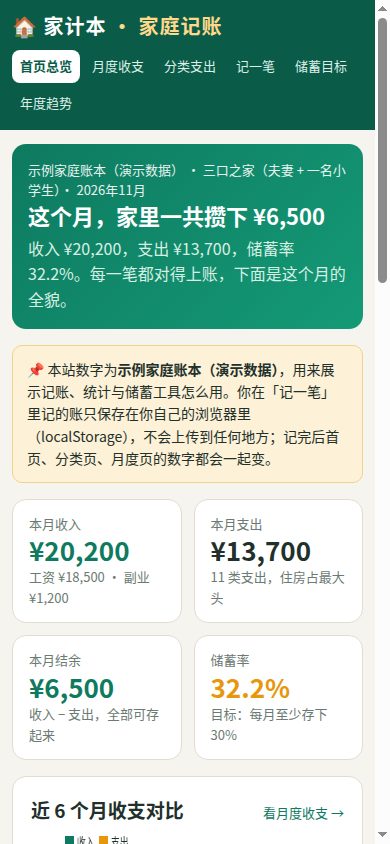 🏠 家计本 · 家庭记账
首页总览 月度收支 分类支出 记一笔 储蓄目标
年度趋势
示例家庭账本（演示数据） · 三口之家（夫妻 + 一名小
学生）· 2026年11月
这个月，家里一共攒下 ¥6,500
收入 ¥20,200，支出 ¥13,700，储蓄率
32.2%。每一笔都对得上账，下面是这个月的
全貌。
📌 本站数字为示例家庭账本（演示数据），用来展
示记账、统计与储蓄工具怎么用。你在「记一笔」
里记的账只保存在你自己的浏览器里
（localStorage），不会上传到任何地方；记完后首
页、分类页、月度页的数字都会一起变。
本月收入
¥20,200
工资 ¥18,500 · 副业
¥1,200
本月支出
¥13,700
11 类支出，住房占最大
头
本月结余
¥6,500
收入 − 支出，全部可存
起来
储蓄率
32.2%
目标：每月至少存下
30%
近 6 个月收支对比
看月度收支 →
收入 支出